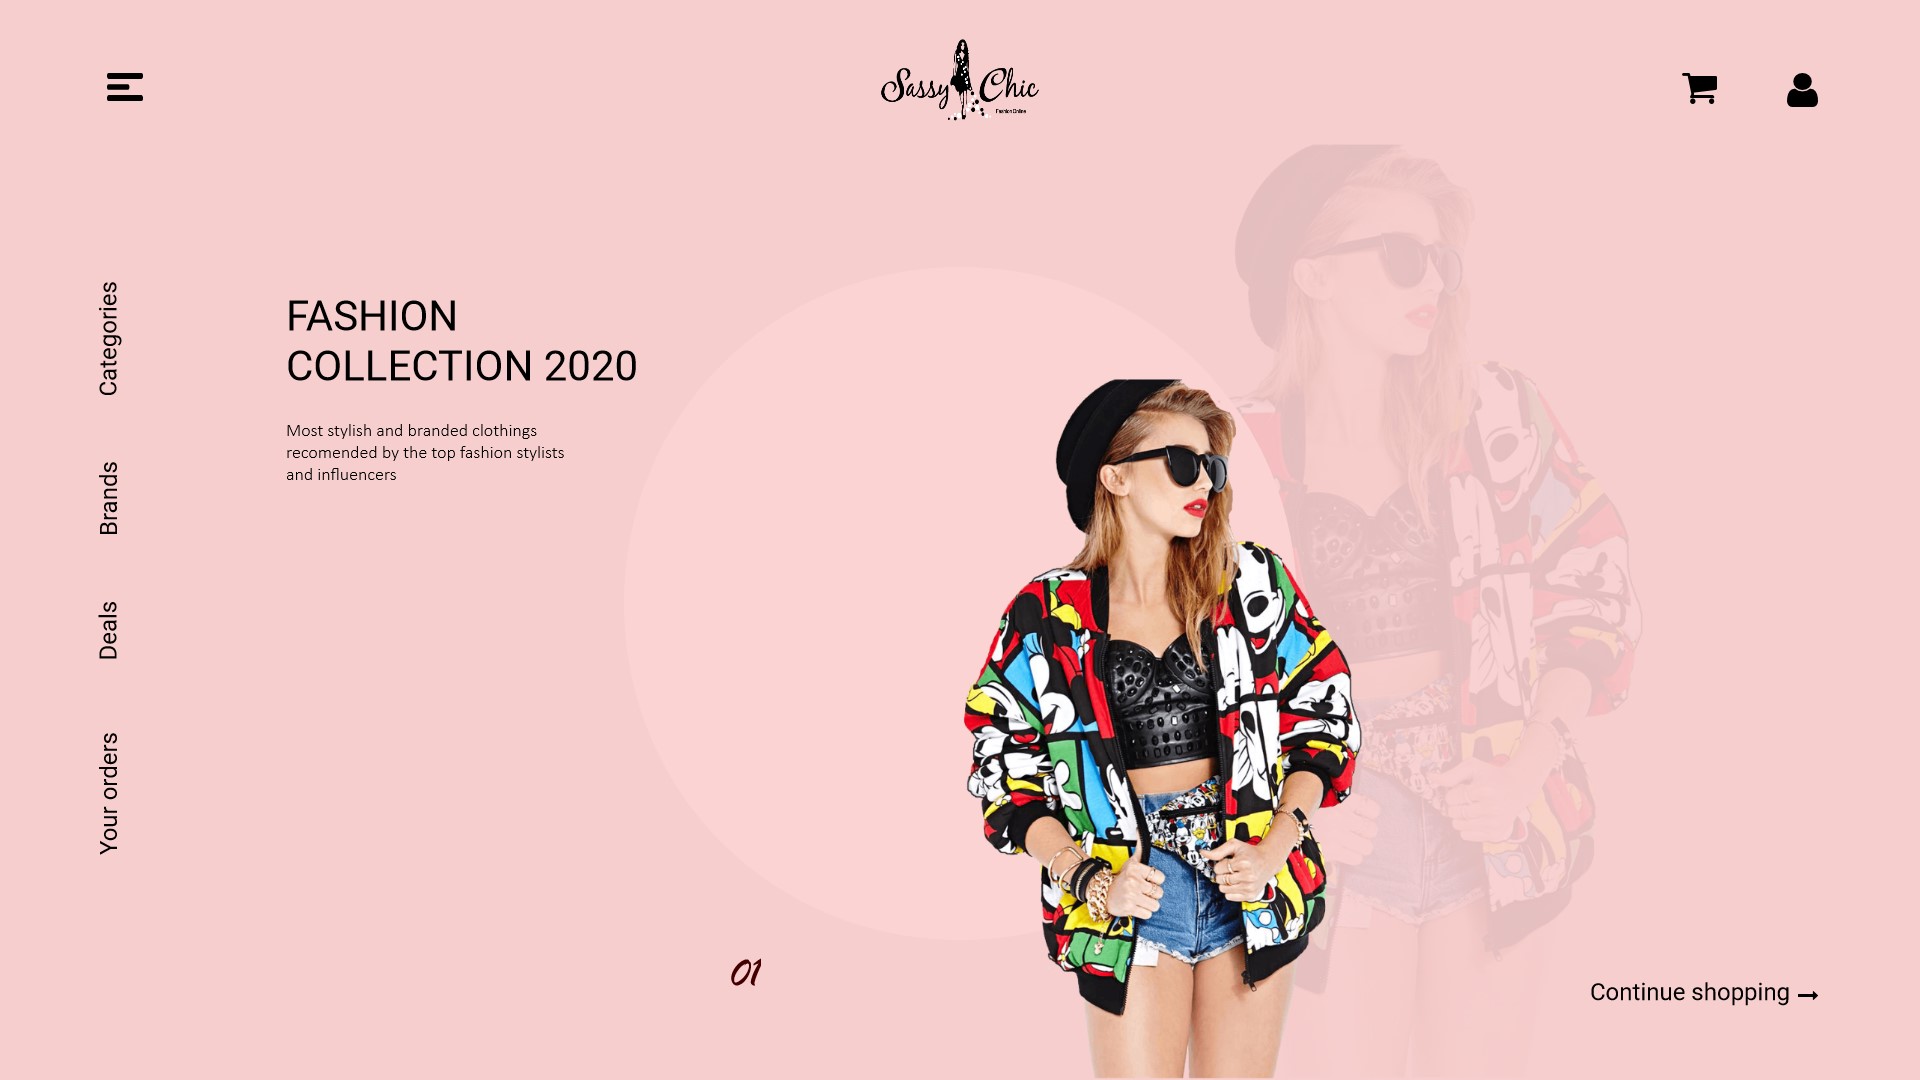 Sassy Chic
Fashion Online
Categories
Brands
Deals
Your orders
FASHION
COLLECTION 2020
Most stylish and branded clothings
recomended by the top fashion stylists
and influencers
01
Continue shopping